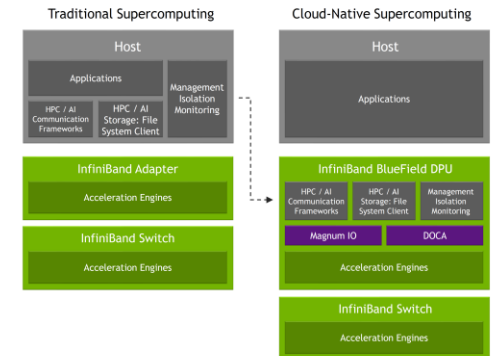 Traditional Supercomputing
Host
Applications
HPC / AI
Communication
Frameworks
HPC / AI
Storage: File
System Client
Management
Isolation
Monitoring
InfiniBand Adapter
Acceleration Engines
InfiniBand Switch
Acceleration Engines
Cloud-Native Supercomputing
Host
Applications
InfiniBand BlueField DPU
HPC / AI
Communication
Frameworks
HPC / AI
Storage: File
System Client
Management
Isolation
Monitoring
Magnum IO
DOCA
Acceleration Engines
InfiniBand Switch
Acceleration Engines